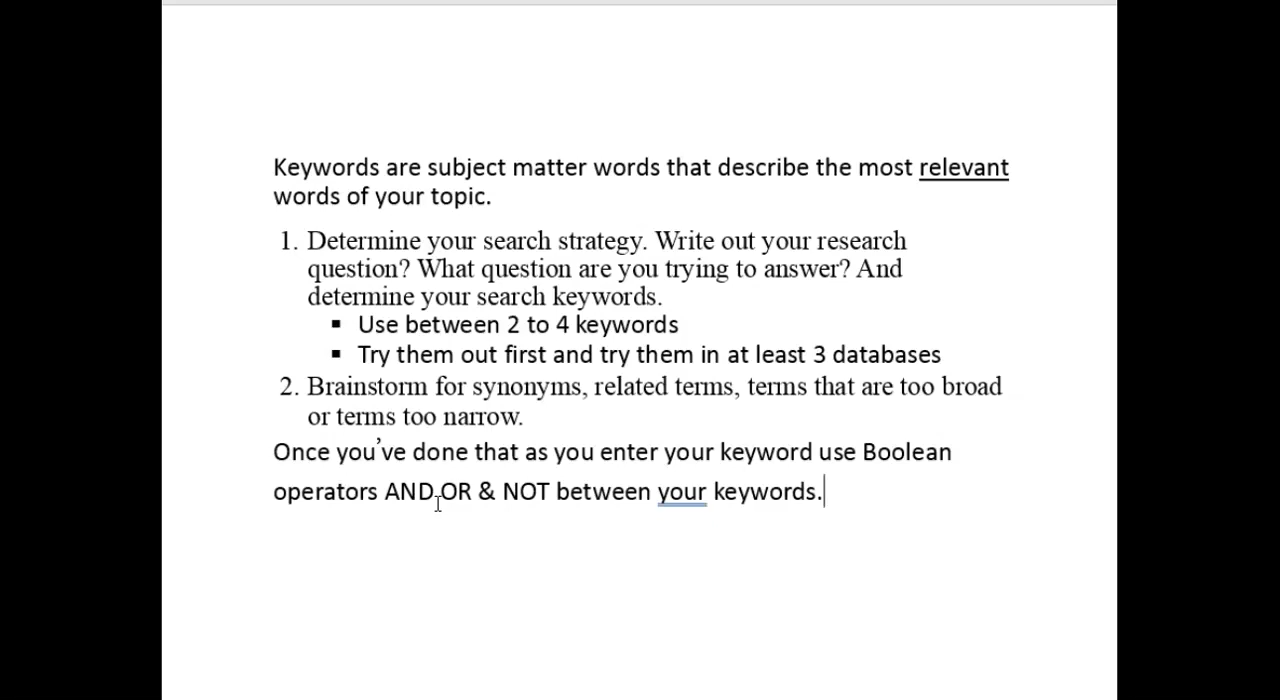 Keywords are subject matter words that describe the most relevant
words of your topic.
1. Determine your search strategy. Write out your research
question? What question are you trying to answer? And
determine your search keywords.
▪ Use between 2 to 4 keywords
▪ Try them out first and try them in at least 3 databases
2. Brainstorm for synonyms, related terms, terms that are too broad
or terms too narrow.
Once you’ve done that as you enter your keyword use Boolean
operators AND OR & NOT between your keywords.